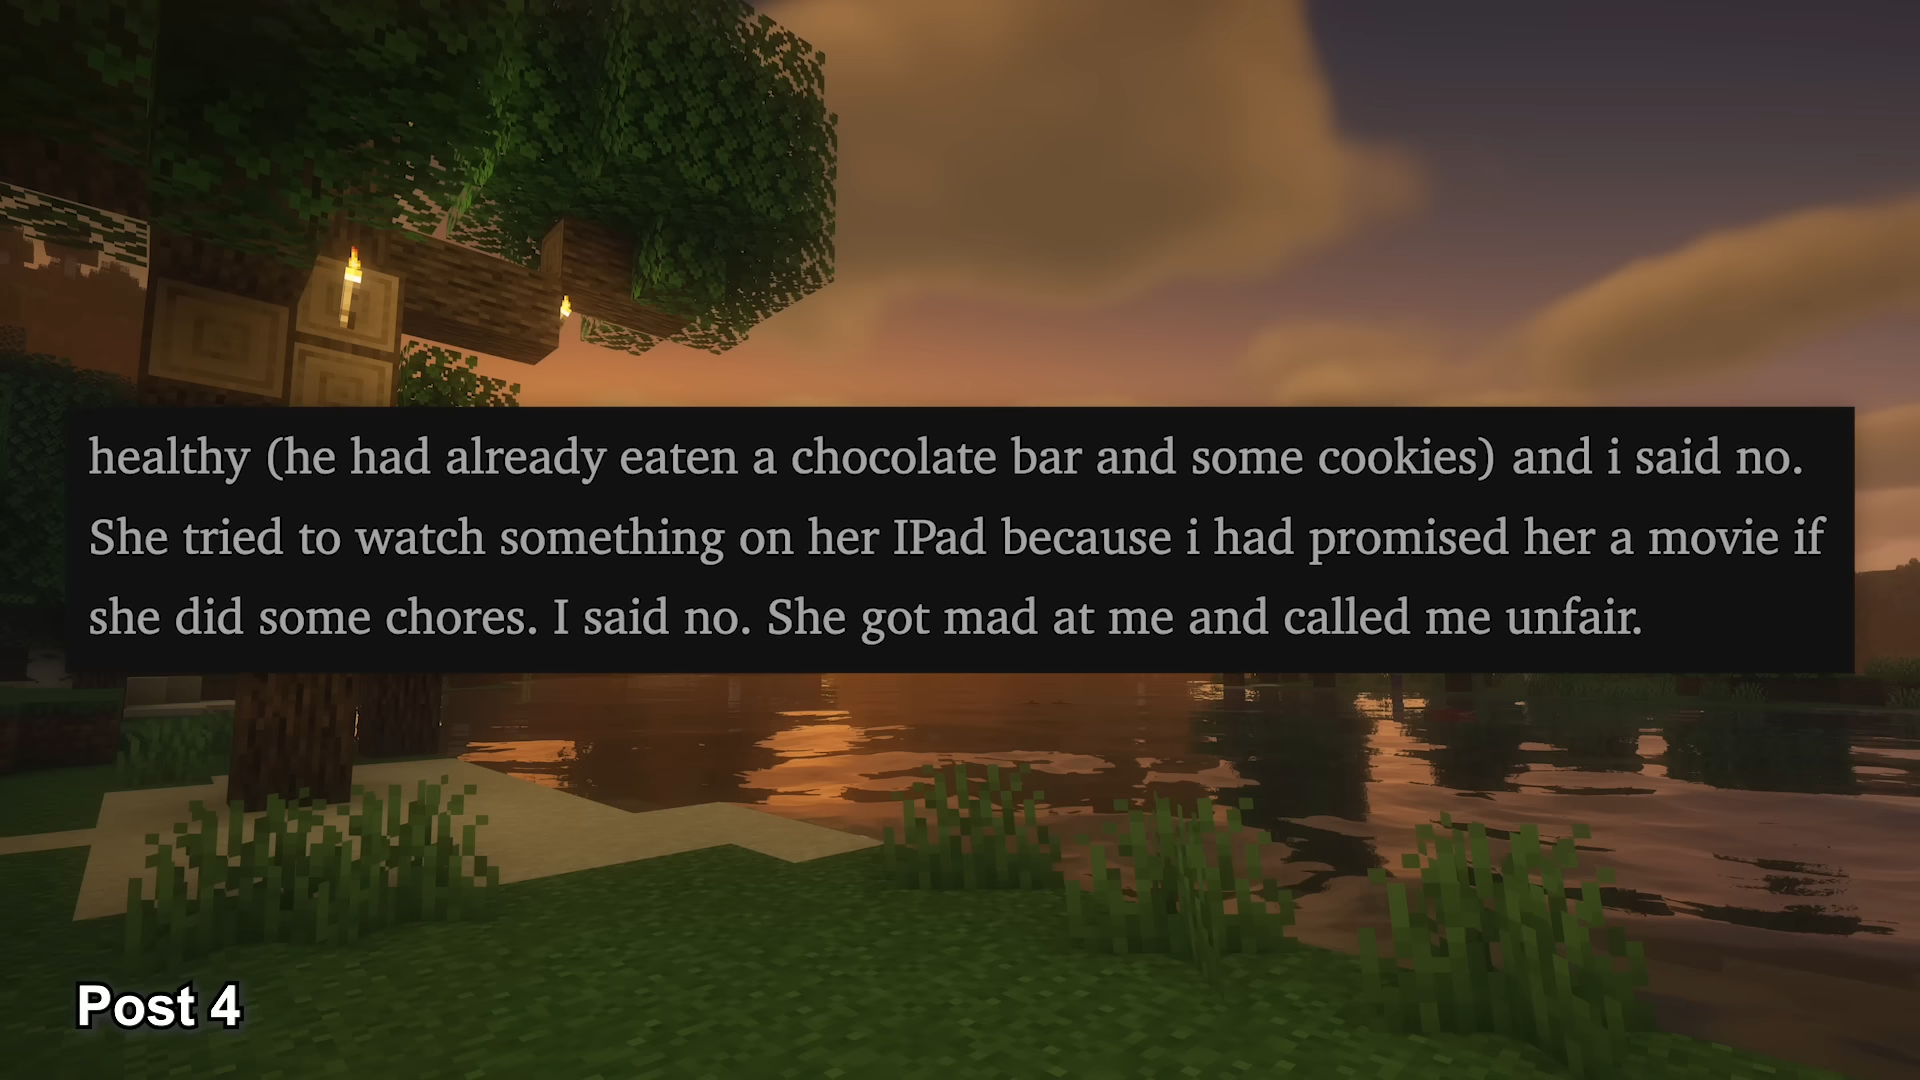 healthy (he had already eaten a chocolate bar and some cookies) and i said no.
She tried to watch something on her IPad because i had promised her a movie if
she did some chores. I said no. She got mad at me and called me unfair.
Post 4